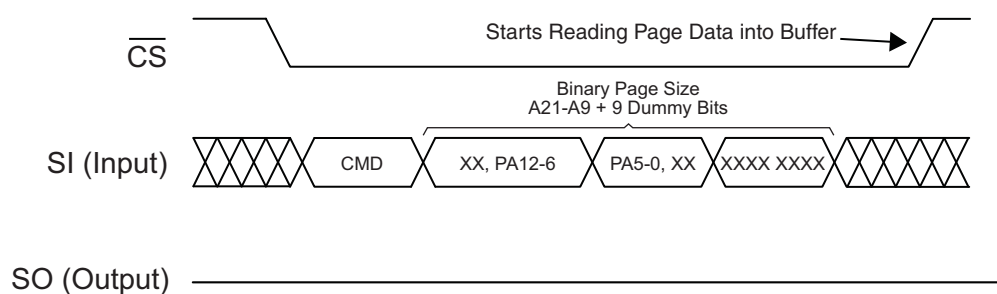 Starts Reading Page Data into Buffer
CS
Binary Page Size
A21-A9 + 9 Dummy Bits
SI (Input)
CMD
XX, PA12-6
PA5-0, XX
XXXX XXXX
SO (Output)